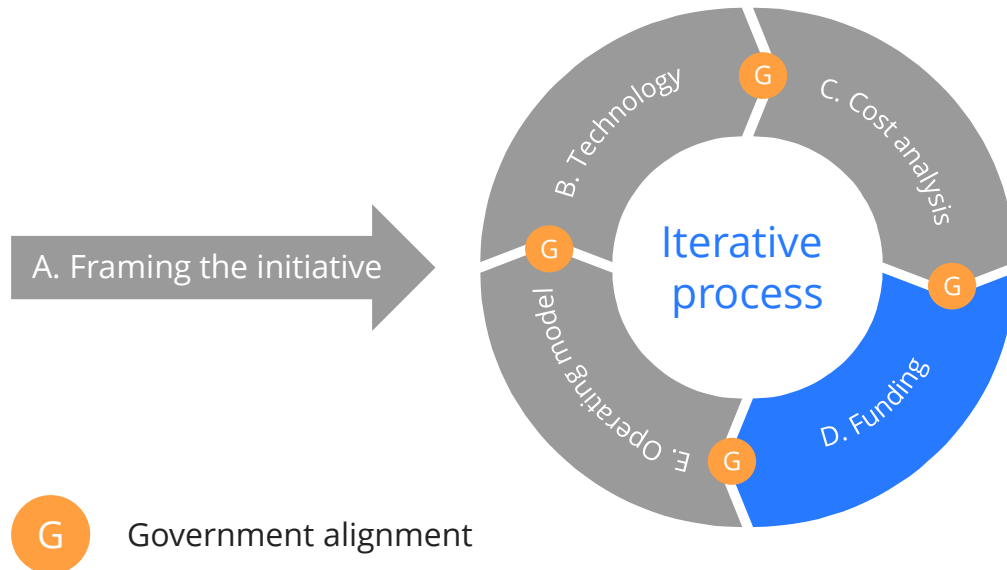 A. Framing the initiative
B. Technology
G
C. Cost analysis
G
D. Funding
G
E. Operating model
G
Iterative
process
G
Government alignment